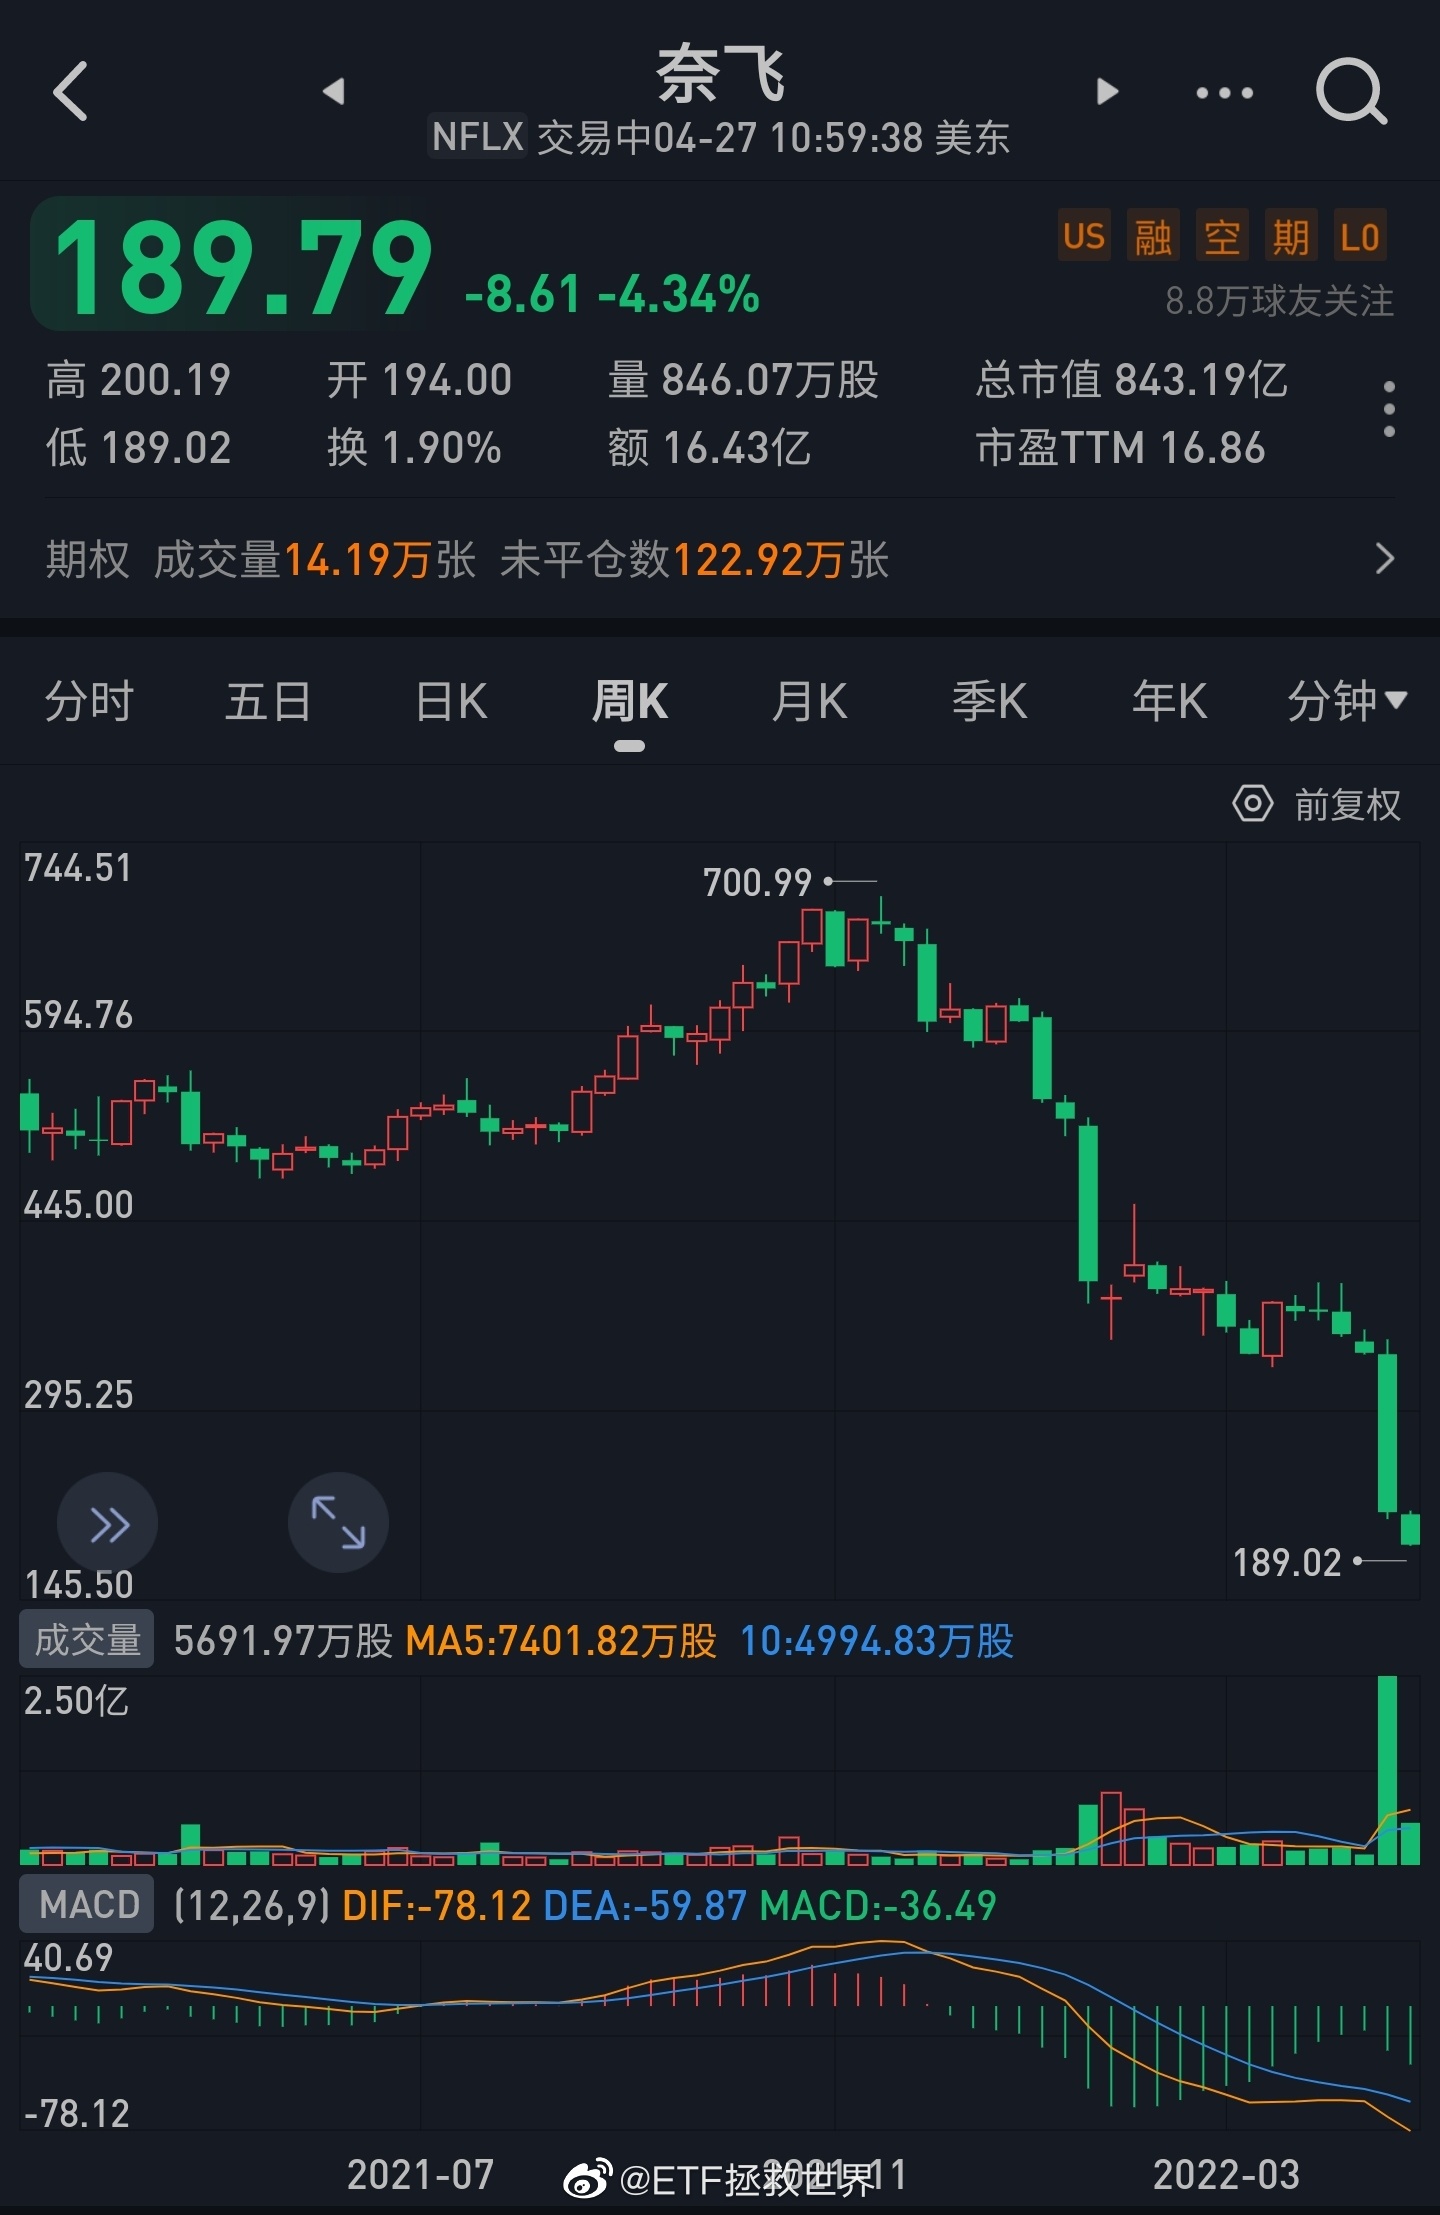 奈飞
NFLX 交易中04-27 10:59:38 美东
189.79 -8.61 -4.34%
US 融 空 期 L0
8.8万球友关注
高 200.19 开 194.00 量 846.07万股 总市值 843.19亿
低 189.02 换 1.90% 额 16.43亿 市盈TTM 16.86
期权 成交量14.19万张 未平仓数122.92万张
分时 五日 日K 周K 月K 季K 年K 分钟
前复权
744.51
700.99
594.76
445.00
295.25
189.02
145.50
成交量 5691.97万股 MA5:7401.82万股 10:4994.83万股
2.50亿
MACD (12,26,9) DIF:-78.12 DEA:-59.87 MACD:-36.49
40.69
-78.12
2021-07 2021-11 2022-03
@ETF拯救世界